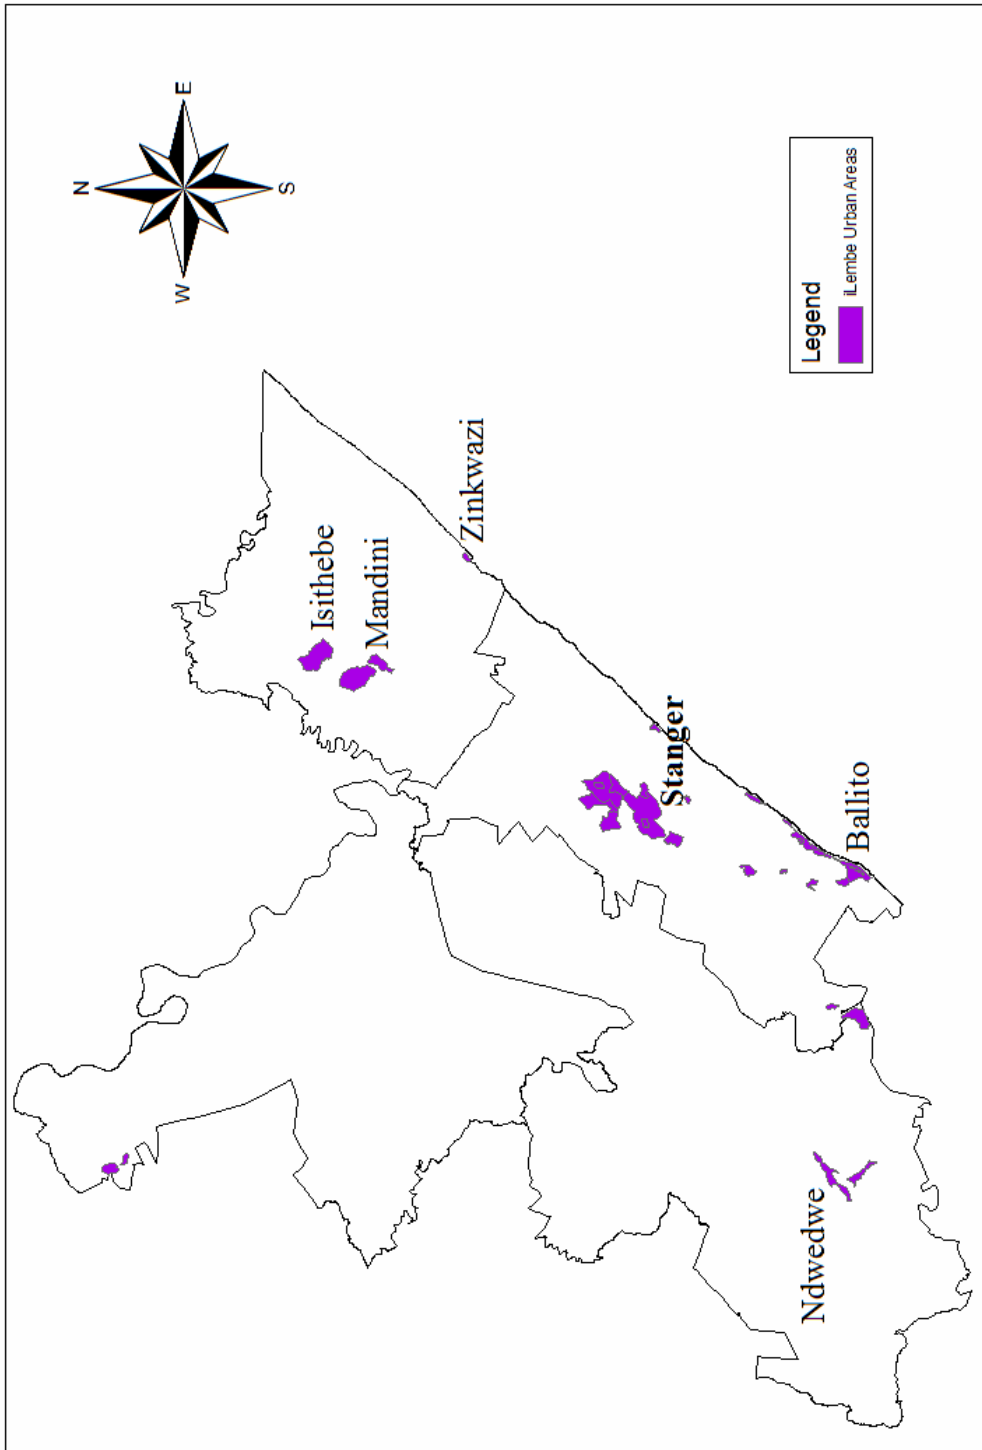 N
W
E
S
Isithebe
Mandini
Zinkwazi
Stanger
Ballito
Ndwedwe
Legend
iLembe Urban Areas